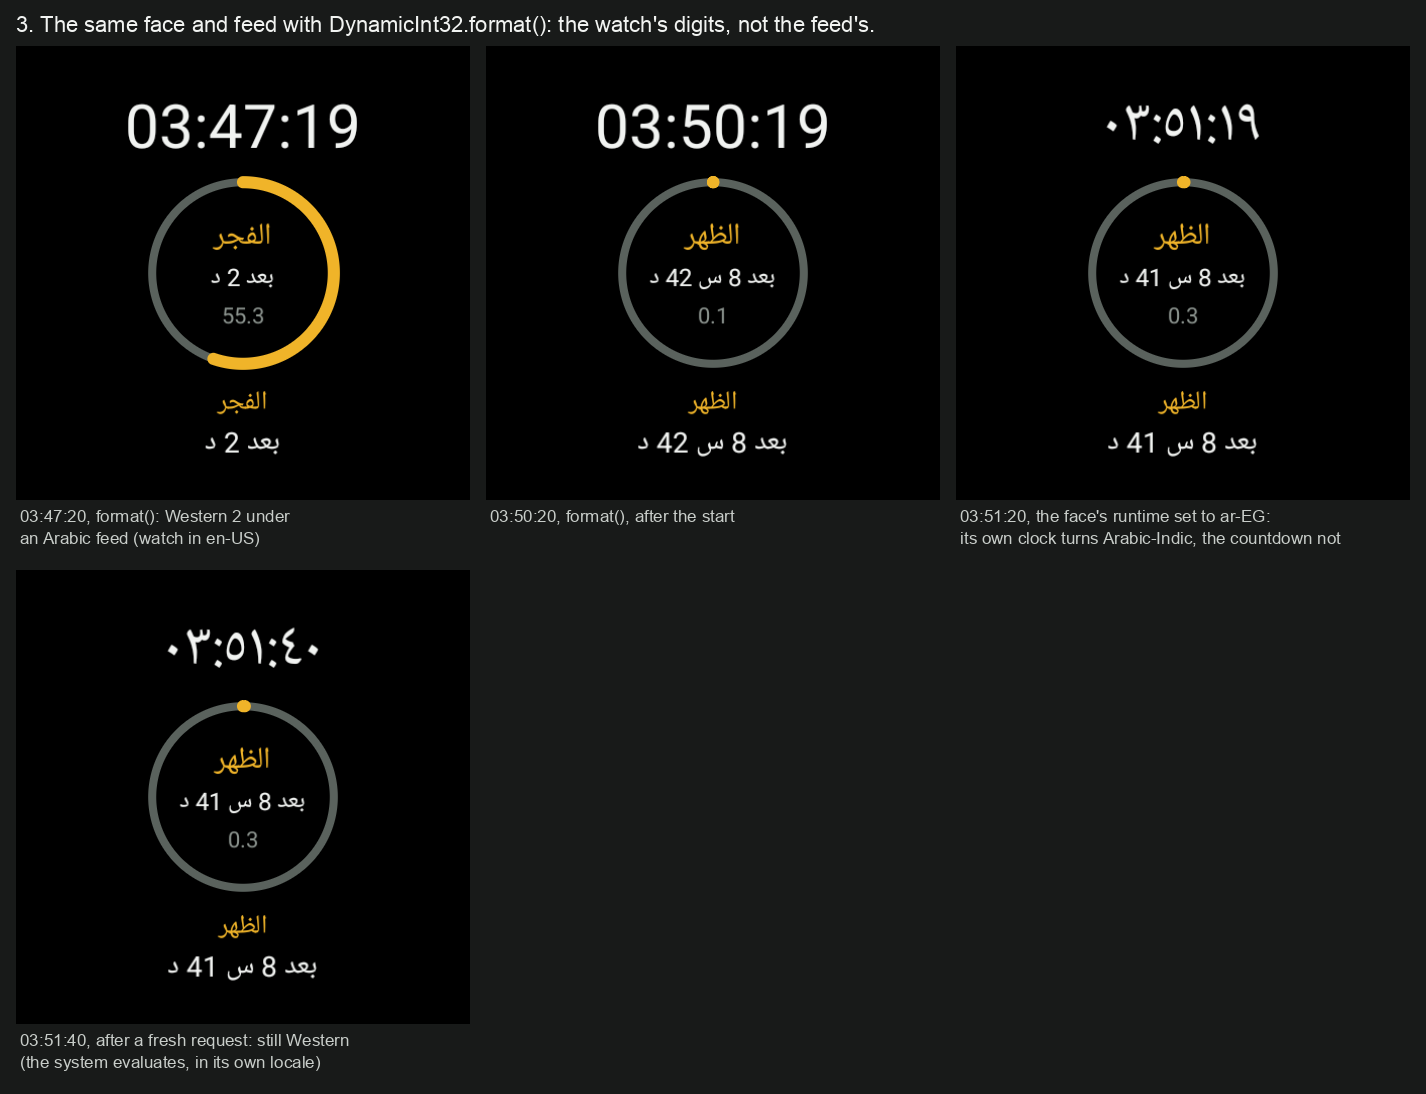 3. The same face and feed with DynamicInt32.format(): the watch's digits, not the feed's.
03:47:19
الفجر
بعد 2 د
55.3
الفجر
بعد 2 د
03:47:20, format(): Western 2 under
an Arabic feed (watch in en-US)
03:50:19
الظهر
بعد 8 س 42 د
0.1
الظهر
بعد 8 س 42 د
03:50:20, format(), after the start
٠٣:٥١:١٩
الظهر
بعد 8 س 41 د
0.3
الظهر
بعد 8 س 41 د
03:51:20, the face's runtime set to ar-EG:
its own clock turns Arabic-Indic, the countdown not
٠٣:٥١:٤٠
الظهر
بعد 8 س 41 د
0.3
الظهر
بعد 8 س 41 د
03:51:40, after a fresh request: still Western
(the system evaluates, in its own locale)